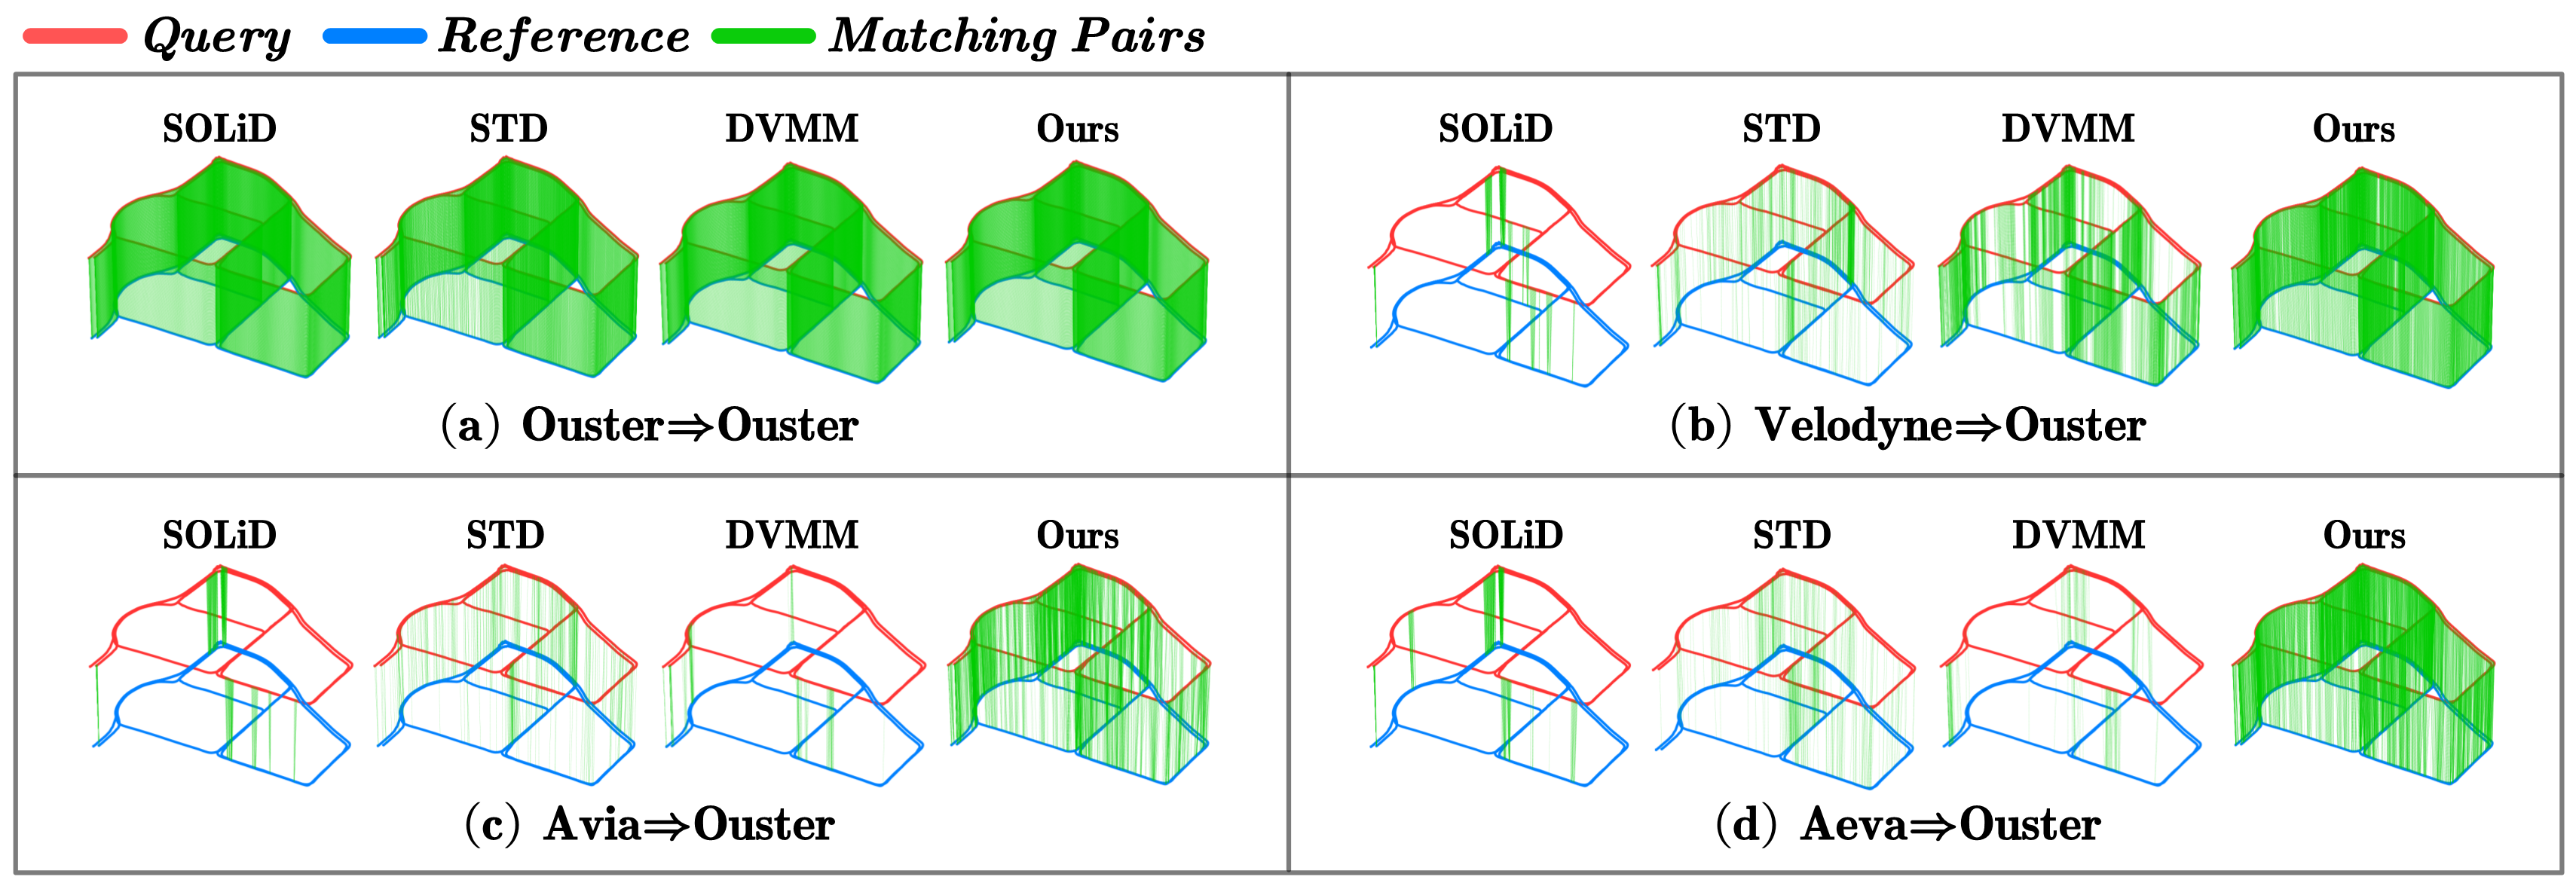 Query Reference Matching Pairs
SOLiD STD DVMM Ours
(a) Ouster⇒Ouster
SOLiD STD DVMM Ours
(b) Velodyne⇒Ouster
SOLiD STD DVMM Ours
(c) Avia⇒Ouster
SOLiD STD DVMM Ours
(d) Aeva⇒Ouster